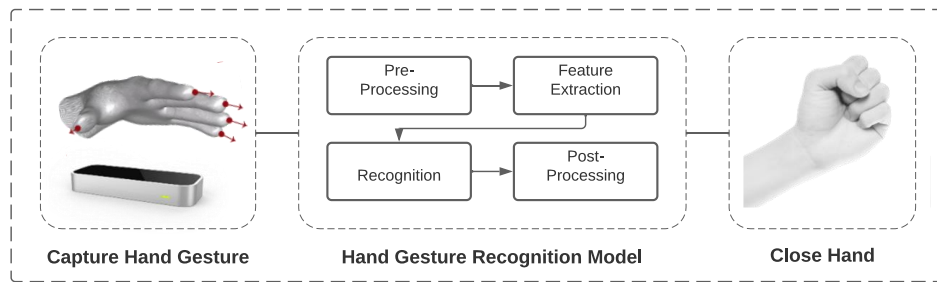 Pre-
Processing
Feature
Extraction
Recognition
Post-
Processing
Capture Hand Gesture
Hand Gesture Recognition Model
Close Hand